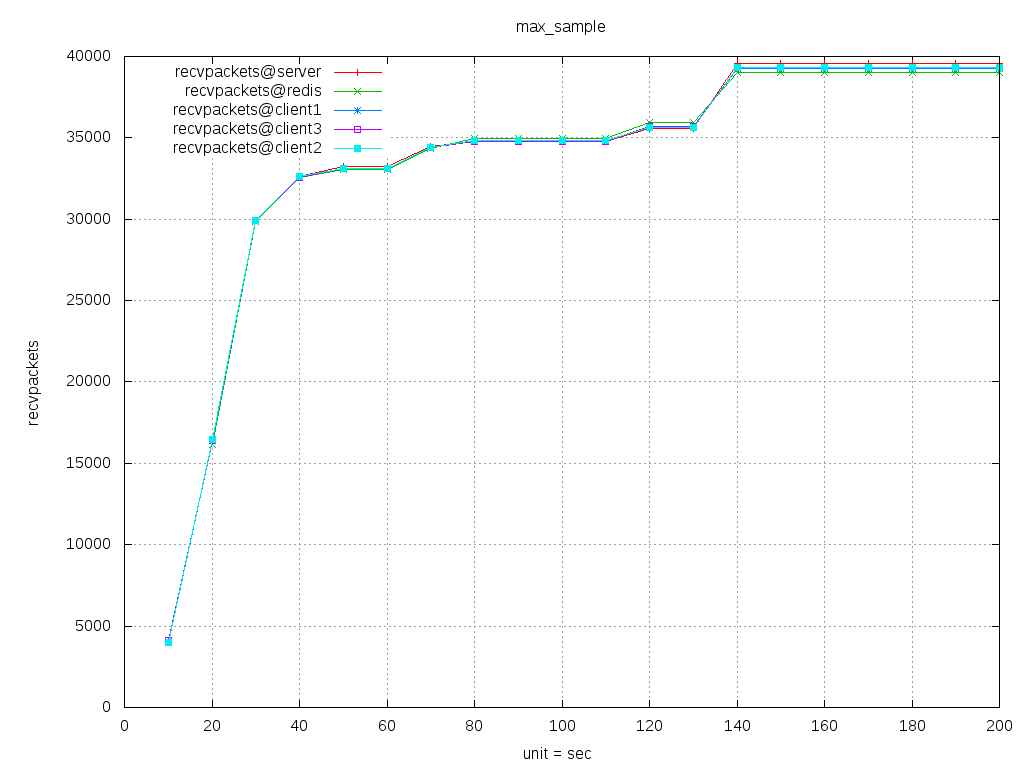 max_sample
recvpackets@server
recvpackets@redis
recvpackets@client1
recvpackets@client3
recvpackets@client2
40000
35000
30000
25000
20000
15000
10000
5000
0
recvpackets
0 20 40 60 80 100 120 140 160 180 200
unit = sec